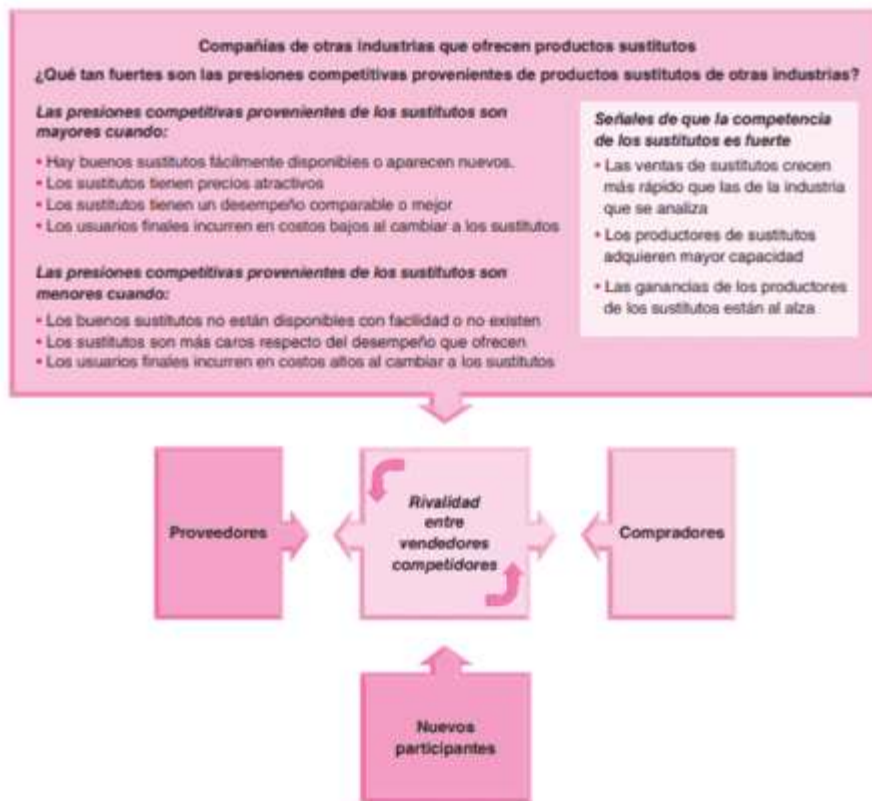 Compañías de otras industrias que ofrecen productos sustitutos
¿Qué tan fuertes son las presiones competitivas provenientes de productos sustitutos de otras industrias?
Las presiones competitivas provenientes de los sustitutos son
mayores cuando:
• Hay buenos sustitutos fácilmente disponibles o aparecen nuevos.
• Los sustitutos tienen precios atractivos
• Los sustitutos tienen un desempeño comparable o mejor
• Los usuarios finales incurren en costos bajos al cambiar a los sustitutos
Las presiones competitivas provenientes de los sustitutos son
menores cuando:
• Los buenos sustitutos no están disponibles con facilidad o no existen
• Los sustitutos son más caros respecto del desempeño que ofrecen
• Los usuarios finales incurren en costos altos al cambiar a los sustitutos
Señales de que la competencia
de los sustitutos es fuerte
• Las ventas de sustitutos crecen
más rápido que las de la industria
que se analiza
• Los productores de sustitutos
adquieren mayor capacidad
• Las ganancias de los productores
de los sustitutos están al alza
Proveedores
Rivalidad
entre
vendedores
competidores
Compradores
Nuevos
participantes